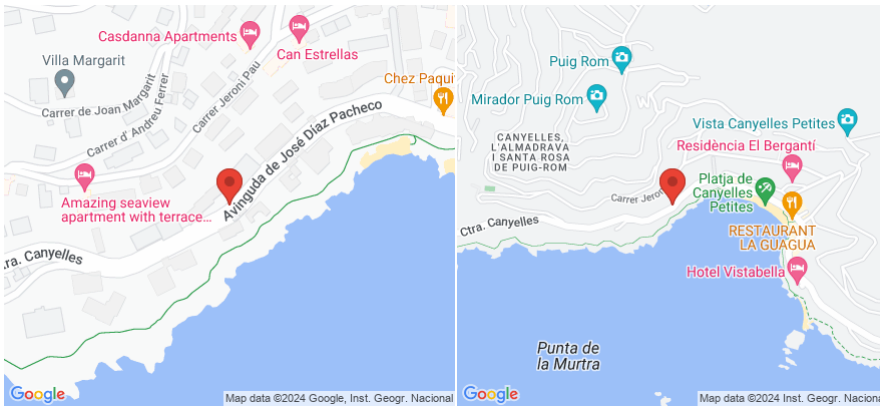 Casdanna Apartments
Can Estrellas
Villa Margarit
Chez Paqui
Carrer de Joan Margarit
Carrer d'Andreu Ferrer
Carrer Jeroni Pau
Avinguda de José Díaz Pacheco
Amazing seaview
apartment with terrace...
tra. Canyelles
Google
Map data ©2024 Google, Inst. Geogr. Nacional
Puig Rom
Mirador Puig Rom
Vista Canyelles Petites
CANYELLES,
L'ALMADRAVA
I SANTA ROSA
DE PUIG-ROM
Residència El Bergantí
Platja de
Canyelles
Petites
Carrer Jeron
Ctra. Canyelles
RESTAURANT
LA GUAGUA
Hotel Vistabella
Punta de
la Murtra
Google
Map data ©2024 Google, Inst. Geogr. Naciona